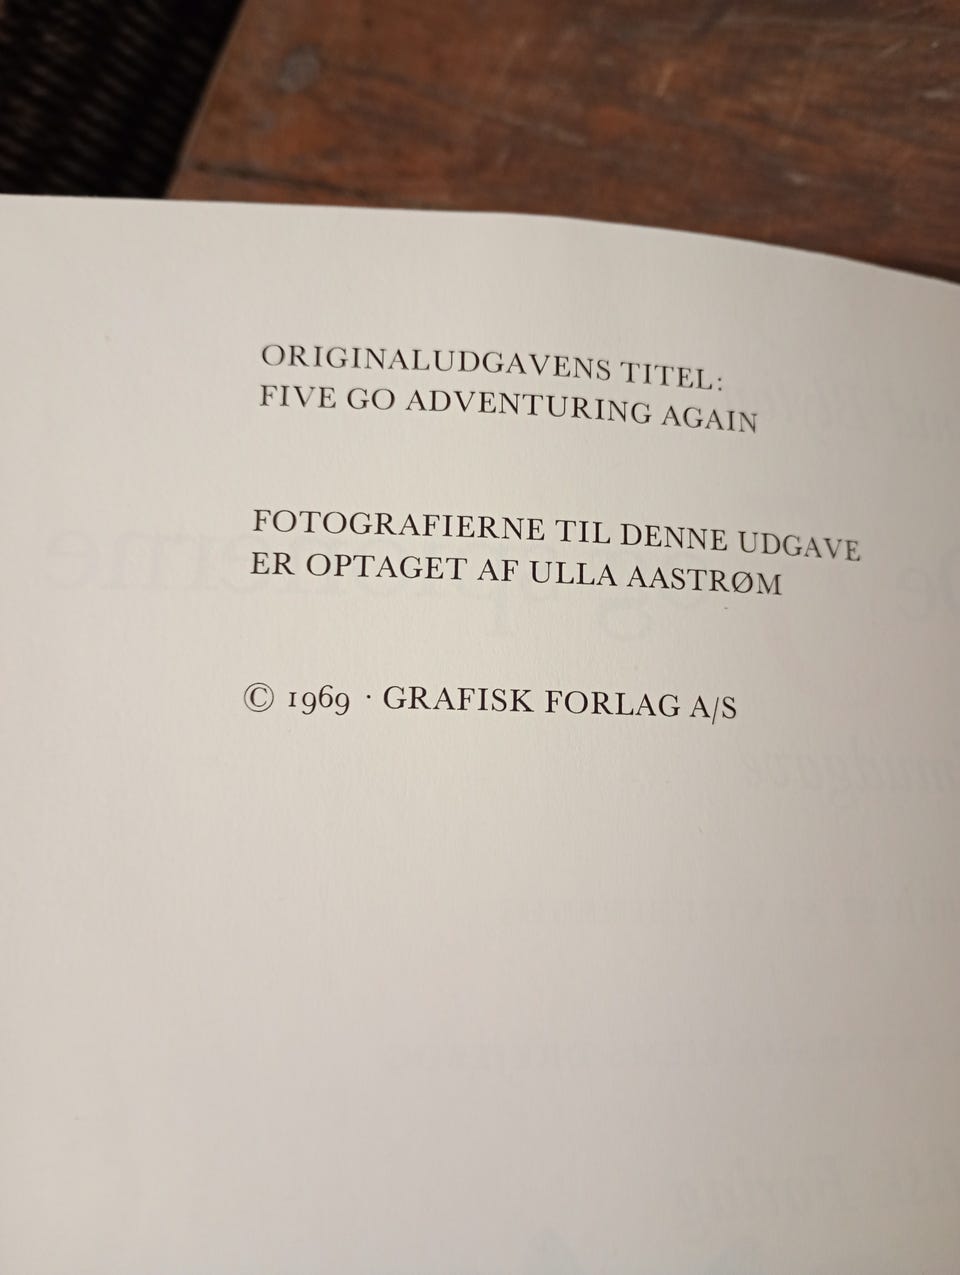 ORIGINALUDGAVENS TITEL:
FIVE GO ADVENTURING AGAIN
FOTOGRAFIERNE TIL DENNE UDGAVE
ER OPTAGET AF ULLA AASTRØM
© 1969 · GRAFISK FORLAG A/S